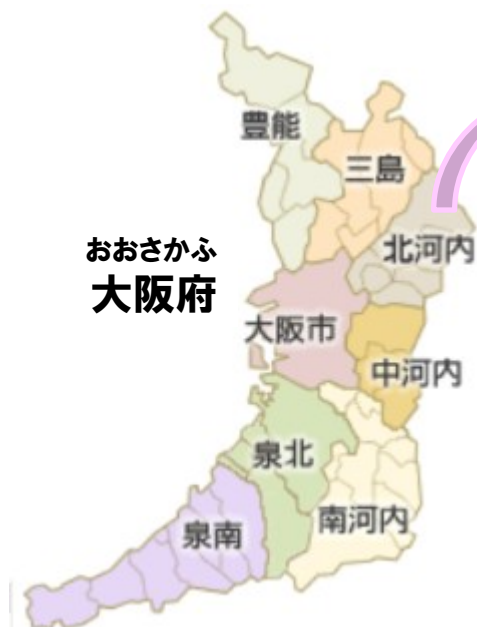 豊能
三島
北河内
おおさかふ
大阪府
大阪市
中河内
泉北
南河内
泉南